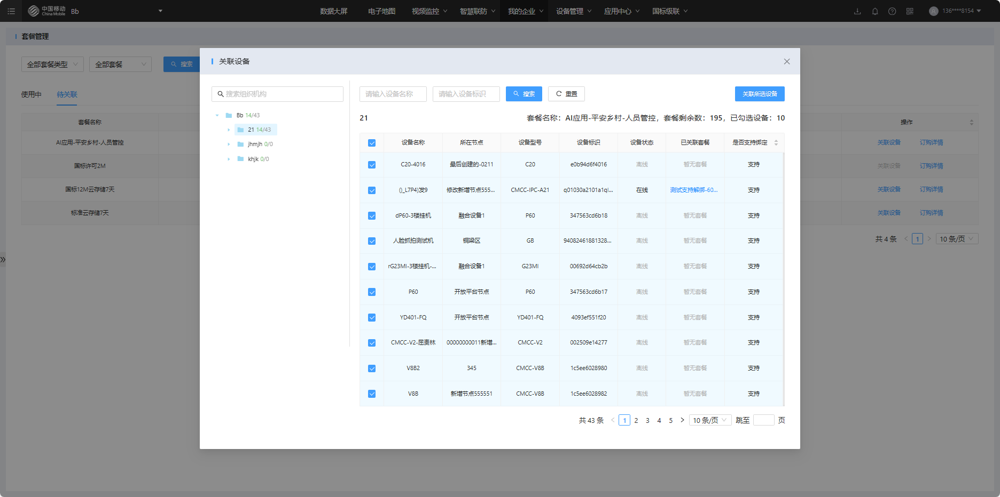 中国移动 China Mobile Bb 数据大屏 电子地图 视频监控 智慧联防 我的企业 设备管理 应用中心 国标级联 136****8154
套餐管理
全部套餐类型 全部套餐 搜索
使用中 待关联
套餐名称 操作
AI应用-平安乡村-人员管控 关联设备 订购详情
国标许可2M 关联设备 订购详情
国标12M云存储7天 关联设备 订购详情
标准云存储7天 关联设备 订购详情
共 4 条 1 10 条/页
关联设备
搜索组织机构
Bb 14/43
21 14/43
jhmjh 0/0
khjk 0/0
请输入设备名称 请输入设备标识 搜索 重置 关联所选设备
21 套餐名称：AI应用-平安乡村-人员管控，套餐剩余数：195，已勾选设备：10
设备名称 所在节点 设备型号 设备标识 设备状态 已关联套餐 是否支持绑定
C20-4016 最后创建的-0211 C20 e0b94d6f4016 离线 暂无套餐 支持
()_L7P4)发9 修改新增节点555... CMCC-IPC-A21 q01030a2101a1ql... 在线 测试支持解绑-60... 支持
dP60-3楼挂机 融合设备1 P60 347563cd6b18 离线 暂无套餐 支持
人脸抓拍测试机 铜梁区 GB 94082461881328... 离线 暂无套餐 支持
rG23MI-3楼挂机-... 融合设备1 G23MI 00692d64cb2b 离线 暂无套餐 支持
P60 开放平台节点 P60 347563cd6b17 离线 暂无套餐 支持
YD401-FQ 开放平台节点 YD401-FQ 4093ef551f20 离线 暂无套餐 支持
CMCC-V2-屈责林 00000000011新增... CMCC-V2 002509e14277 离线 暂无套餐 支持
V8B2 345 CMCC-V8B 1c5ee6028980 离线 暂无套餐 支持
V8B 新增节点555551 CMCC-V8B 1c5ee6028982 离线 暂无套餐 支持
共 43 条 1 2 3 4 5 10 条/页 跳至 页